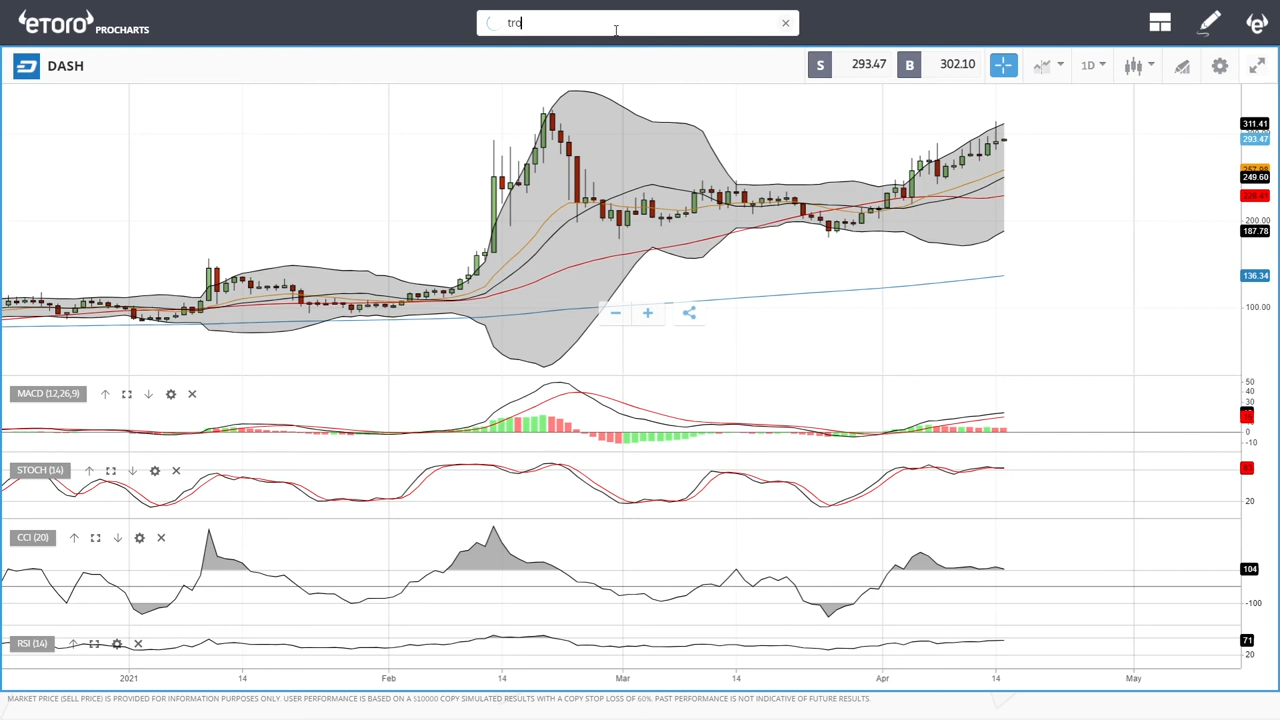 etoro PROCHARTS
tro
DASH
S 293.47 B 302.10
1D
311.41
293.47
249.60
200.00
187.78
136.34
100.00
MACD (12,26,9)
50
40
30
0
-10
STOCH (14)
20
CCI (20)
104
-100
RSI (14)
71
20
2021 14 Feb 14 Mar 14 Apr 14 May
MARKET PRICE (SELL PRICE) IS PROVIDED FOR INFORMATION PURPOSES ONLY. USER PERFORMANCE IS BASED ON A $10000 COPY SIMULATED RESULTS WITH A COPY STOP LOSS OF 60%. PAST PERFORMANCE IS NOT INDICATIVE OF FUTURE RESULTS.